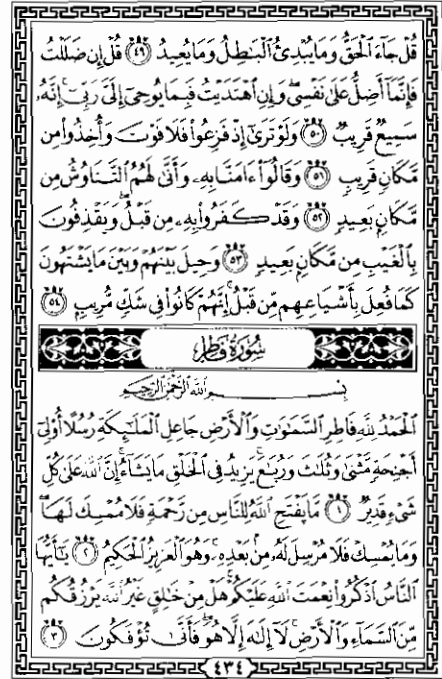 قُلْ جَآءَ ٱلْحَقُّ وَمَا يُبْدِئُ ٱلْبَٰطِلُ وَمَا يُعِيدُ ٤٩ قُلْ إِن ضَلَلْتُ
فَإِنَّمَآ أَضِلُّ عَلَىٰ نَفْسِى وَإِنِ ٱهْتَدَيْتُ فَبِمَا يُوحِىٓ إِلَىَّ رَبِّىٓ إِنَّهُۥ
سَمِيعٌ قَرِيبٌ ٥٠ وَلَوْ تَرَىٰٓ إِذْ فَزِعُوا۟ فَلَا فَوْتَ وَأُخِذُوا۟ مِن
مَّكَانٍ قَرِيبٍ ٥١ وَقَالُوٓا۟ ءَامَنَّا بِهِۦ وَأَنَّىٰ لَهُمُ ٱلتَّنَاوُشُ مِن
مَّكَانٍۭ بَعِيدٍ ٥٢ وَقَدْ كَفَرُوا۟ بِهِۦ مِن قَبْلُ وَيَقْذِفُونَ
بِٱلْغَيْبِ مِن مَّكَانٍۭ بَعِيدٍ ٥٣ وَحِيلَ بَيْنَهُمْ وَبَيْنَ مَا يَشْتَهُونَ
كَمَا فُعِلَ بِأَشْيَاعِهِم مِّن قَبْلُ إِنَّهُمْ كَانُوا۟ فِى شَكٍّ مُّرِيبٍۭ ٥٤
سُورَةُ فَاطِرٍ
بِسْمِ ٱللَّهِ ٱلرَّحْمَٰنِ ٱلرَّحِيمِ
ٱلْحَمْدُ لِلَّهِ فَاطِرِ ٱلسَّمَٰوَٰتِ وَٱلْأَرْضِ جَاعِلِ ٱلْمَلَٰٓئِكَةِ رُسُلًا أُو۟لِىٓ
أَجْنِحَةٍ مَّثْنَىٰ وَثُلَٰثَ وَرُبَٰعَ يَزِيدُ فِى ٱلْخَلْقِ مَا يَشَآءُ إِنَّ ٱللَّهَ عَلَىٰ كُلِّ
شَىْءٍ قَدِيرٌ ١ مَّا يَفْتَحِ ٱللَّهُ لِلنَّاسِ مِن رَّحْمَةٍ فَلَا مُمْسِكَ لَهَا
وَمَا يُمْسِكْ فَلَا مُرْسِلَ لَهُۥ مِنۢ بَعْدِهِۦ وَهُوَ ٱلْعَزِيزُ ٱلْحَكِيمُ ٢ يَٰٓأَيُّهَا
ٱلنَّاسُ ٱذْكُرُوا۟ نِعْمَتَ ٱللَّهِ عَلَيْكُمْ هَلْ مِنْ خَٰلِقٍ غَيْرُ ٱللَّهِ يَرْزُقُكُم
مِّنَ ٱلسَّمَآءِ وَٱلْأَرْضِ لَآ إِلَٰهَ إِلَّا هُوَ فَأَنَّىٰ تُؤْفَكُونَ ٣
٤٣٤